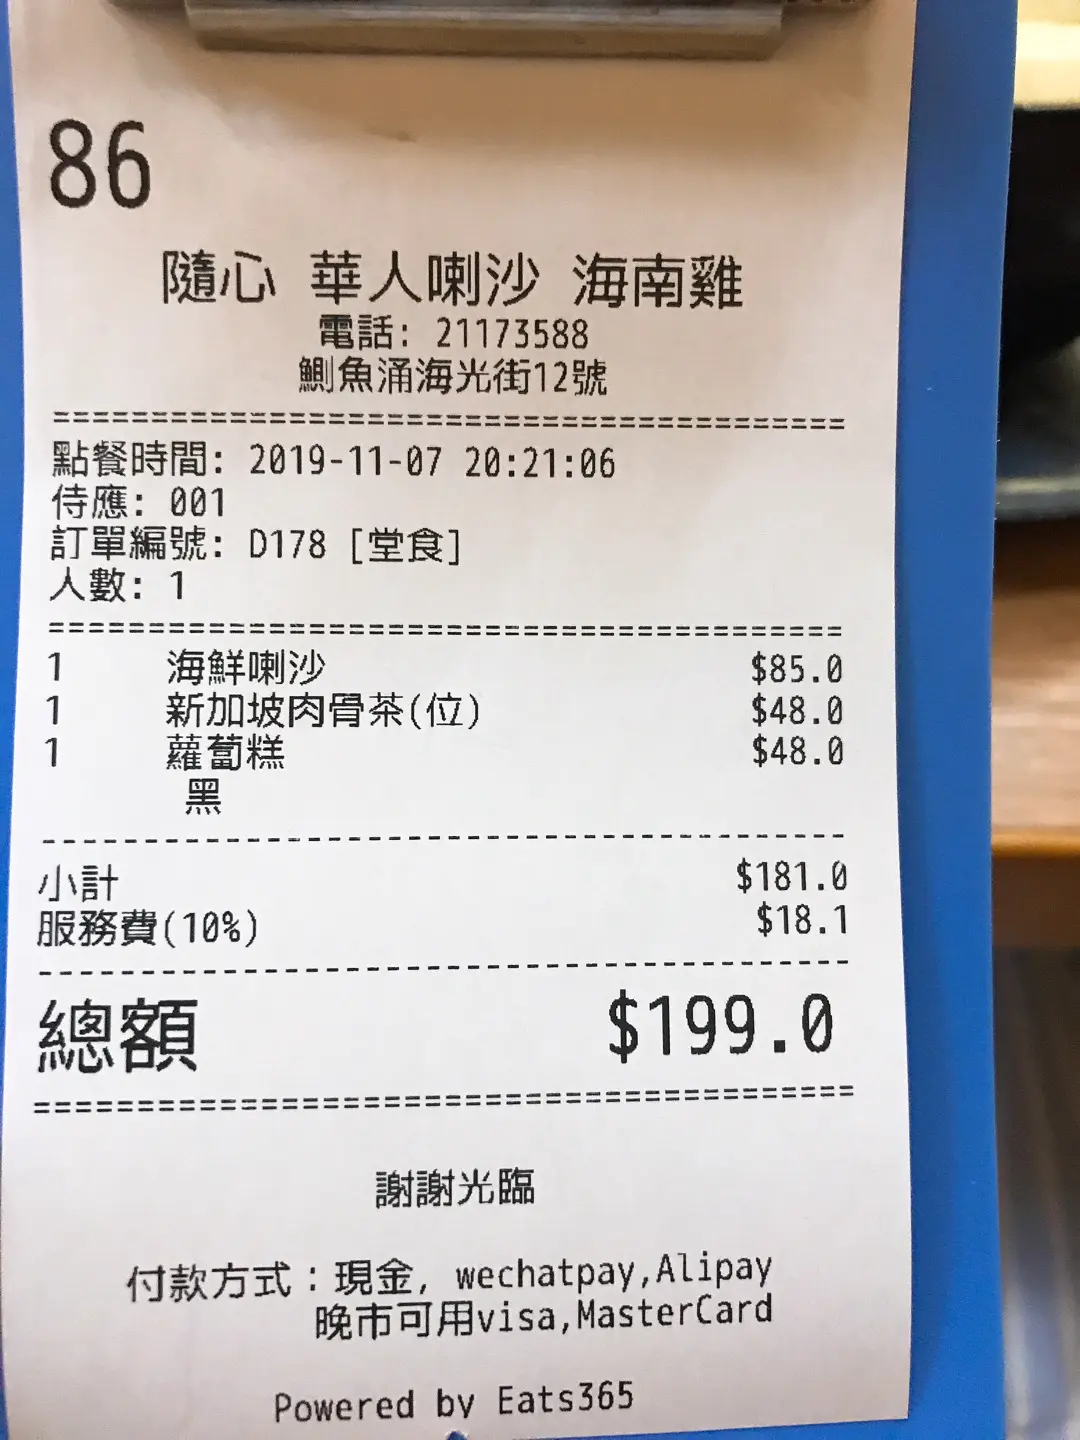 86
隨心 華人喇沙 海南雞
電話: 21173588
鰂魚涌海光街12號
========================================
點餐時間: 2019-11-07 20:21:06
侍應: 001
訂單編號: D178 [堂食]
人數: 1
========================================
1 海鮮喇沙 $85.0
1 新加坡肉骨茶(位) $48.0
1 蘿蔔糕 $48.0
黑
----------------------------------------
小計 $181.0
服務費(10%) $18.1
----------------------------------------
總額 $199.0
========================================
謝謝光臨
付款方式：現金, wechatpay,Alipay
晚市可用visa,MasterCard
Powered by Eats365